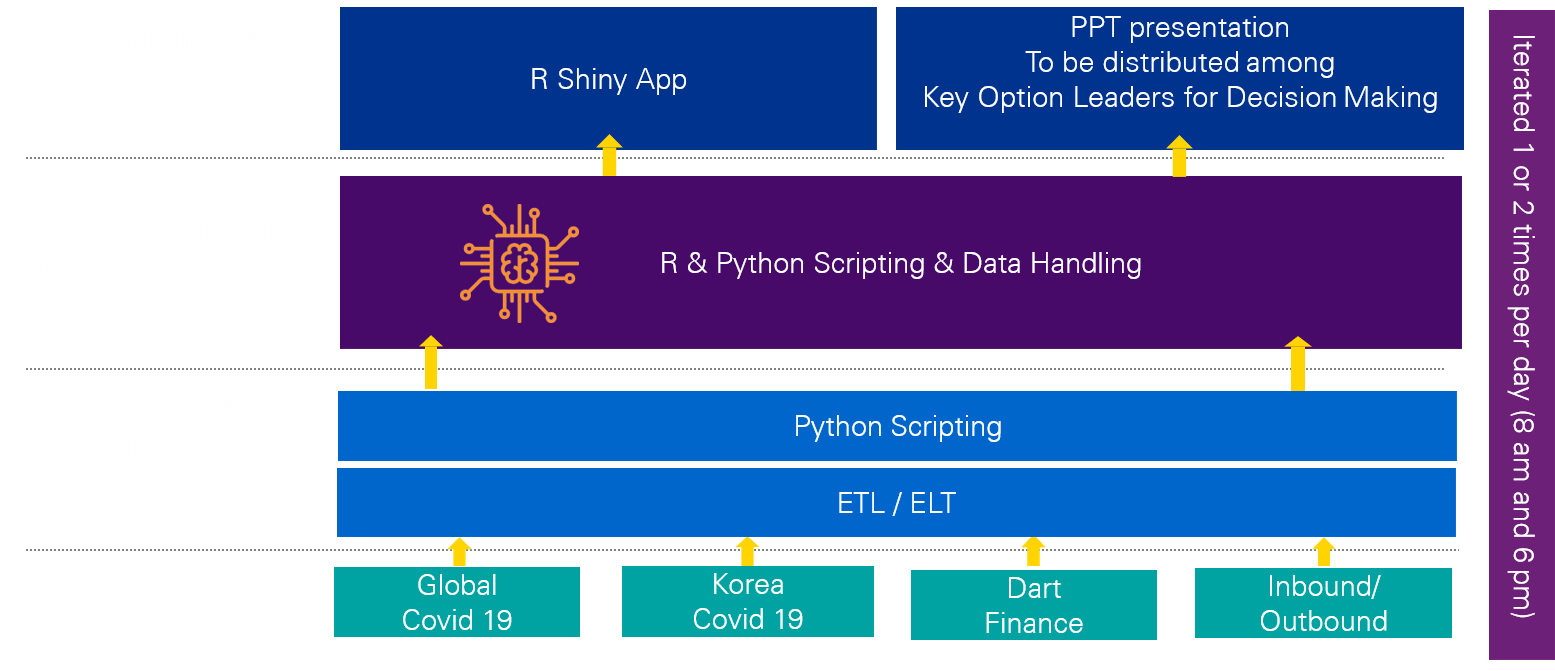 R Shiny App
PPT presentation
To be distributed among
Key Option Leaders for Decision Making
R & Python Scripting & Data Handling
Python Scripting
ETL / ELT
Global
Covid 19
Korea
Covid 19
Dart
Finance
Inbound/
Outbound
Iterated 1 or 2 times per day (8 am and 6 pm)